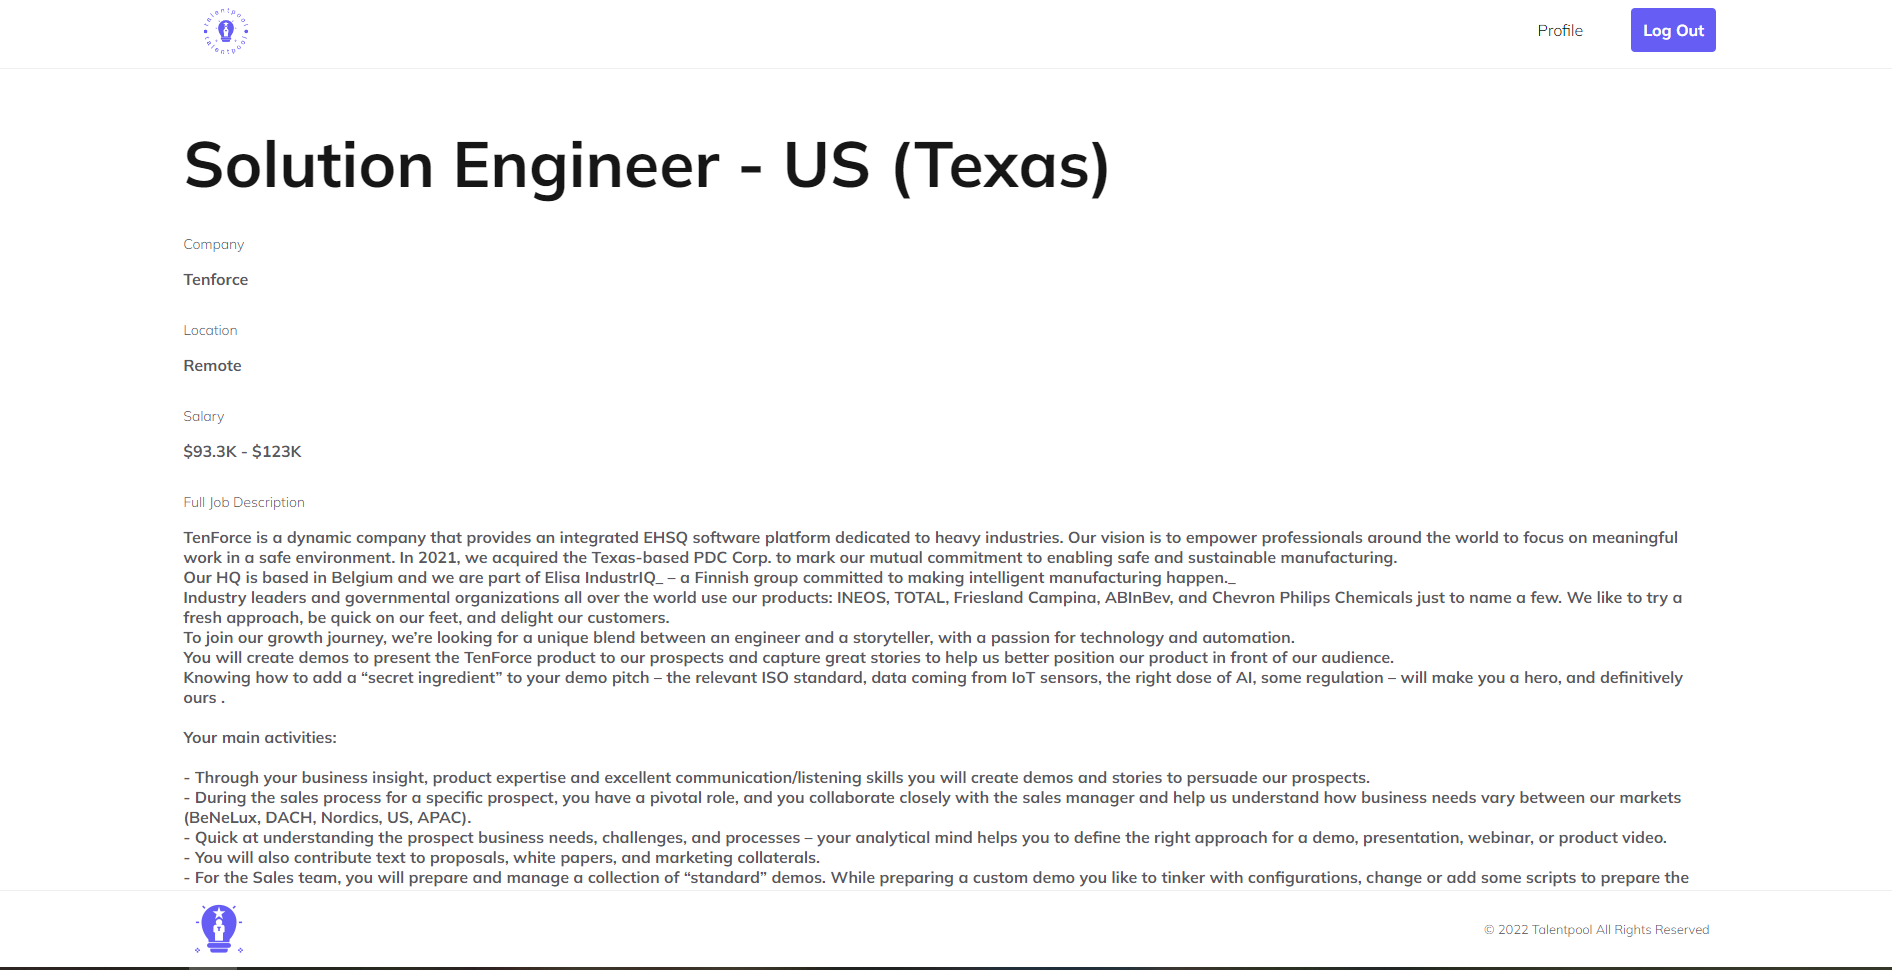 talentpool
talentpool
Profile
Log Out
Solution Engineer - US (Texas)
Company
Tenforce
Location
Remote
Salary
$93.3K - $123K
Full Job Description
TenForce is a dynamic company that provides an integrated EHSQ software platform dedicated to heavy industries. Our vision is to empower professionals around the world to focus on meaningful
work in a safe environment. In 2021, we acquired the Texas-based PDC Corp. to mark our mutual commitment to enabling safe and sustainable manufacturing.
Our HQ is based in Belgium and we are part of Elisa IndustrIQ_ – a Finnish group committed to making intelligent manufacturing happen._
Industry leaders and governmental organizations all over the world use our products: INEOS, TOTAL, Friesland Campina, ABInBev, and Chevron Philips Chemicals just to name a few. We like to try a
fresh approach, be quick on our feet, and delight our customers.
To join our growth journey, we’re looking for a unique blend between an engineer and a storyteller, with a passion for technology and automation.
You will create demos to present the TenForce product to our prospects and capture great stories to help us better position our product in front of our audience.
Knowing how to add a “secret ingredient” to your demo pitch – the relevant ISO standard, data coming from IoT sensors, the right dose of AI, some regulation – will make you a hero, and definitively
ours .
Your main activities:
- Through your business insight, product expertise and excellent communication/listening skills you will create demos and stories to persuade our prospects.
- During the sales process for a specific prospect, you have a pivotal role, and you collaborate closely with the sales manager and help us understand how business needs vary between our markets
(BeNeLux, DACH, Nordics, US, APAC).
- Quick at understanding the prospect business needs, challenges, and processes – your analytical mind helps you to define the right approach for a demo, presentation, webinar, or product video.
- You will also contribute text to proposals, white papers, and marketing collaterals.
- For the Sales team, you will prepare and manage a collection of “standard” demos. While preparing a custom demo you like to tinker with configurations, change or add some scripts to prepare the
© 2022 Talentpool All Rights Reserved